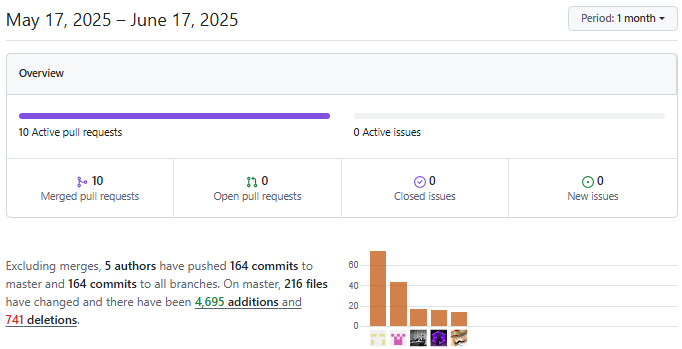 May 17, 2025 – June 17, 2025
Period: 1 month
Overview
10 Active pull requests
0 Active issues
10
Merged pull requests
0
Open pull requests
0
Closed issues
0
New issues
Excluding merges, 5 authors have pushed 164 commits to
master and 164 commits to all branches. On master, 216 files
have changed and there have been 4,695 additions and
741 deletions.
60
40
20
0